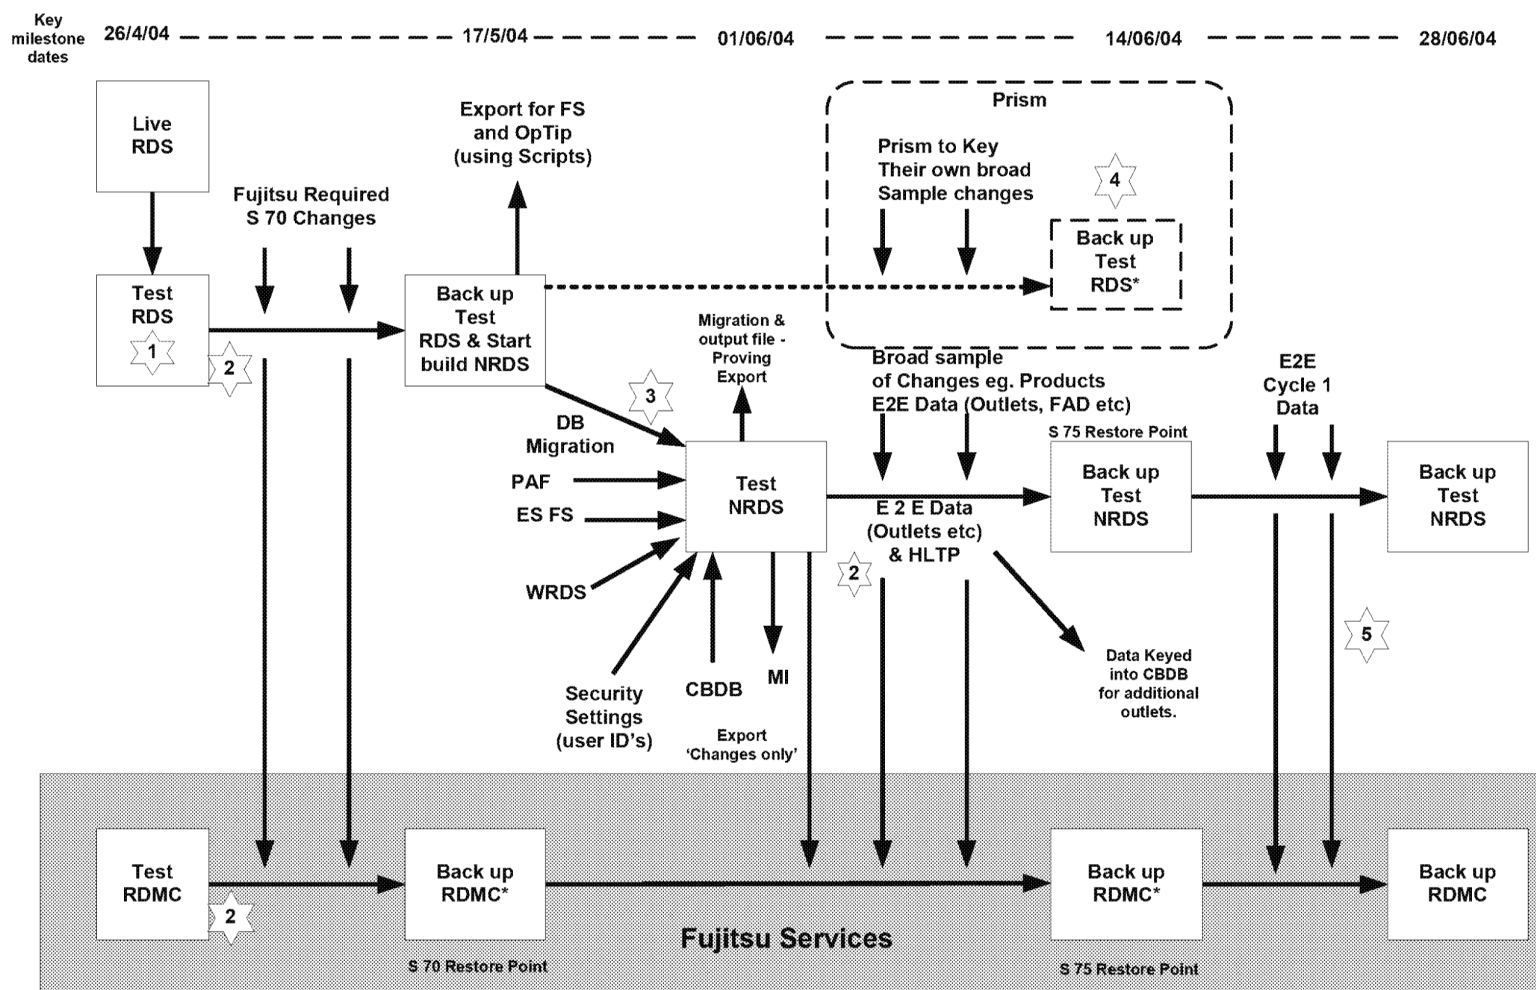 Key
milestone
dates
26/4/04
17/5/04
01/06/04
14/06/04
28/06/04
Live
RDS
Fujitsu Required
S 70 Changes
Export for FS
and OpTip
(using Scripts)
Prism
Prism to Key
Their own broad
Sample changes
4
Back up
Test
RDS*
Test
RDS
1
2
Back up
Test
RDS & Start
build NRDS
Migration &
output file -
Proving
Export
3
DB
Migration
Broad sample
of Changes eg. Products
E2E Data (Outlets, FAD etc)
E2E
Cycle 1
Data
S 75 Restore Point
PAF
ES FS
WRDS
Security
Settings
(user ID's)
CBDB
MI
Test
NRDS
E 2 E Data
(Outlets etc)
& HLTP
2
Back up
Test
NRDS
Back up
Test
NRDS
5
Data Keyed
into CBDB
for additional
outlets.
Export
'Changes only'
Test
RDMC
2
Back up
RDMC*
Back up
RDMC*
Back up
RDMC
Fujitsu Services
S 70 Restore Point
S 75 Restore Point